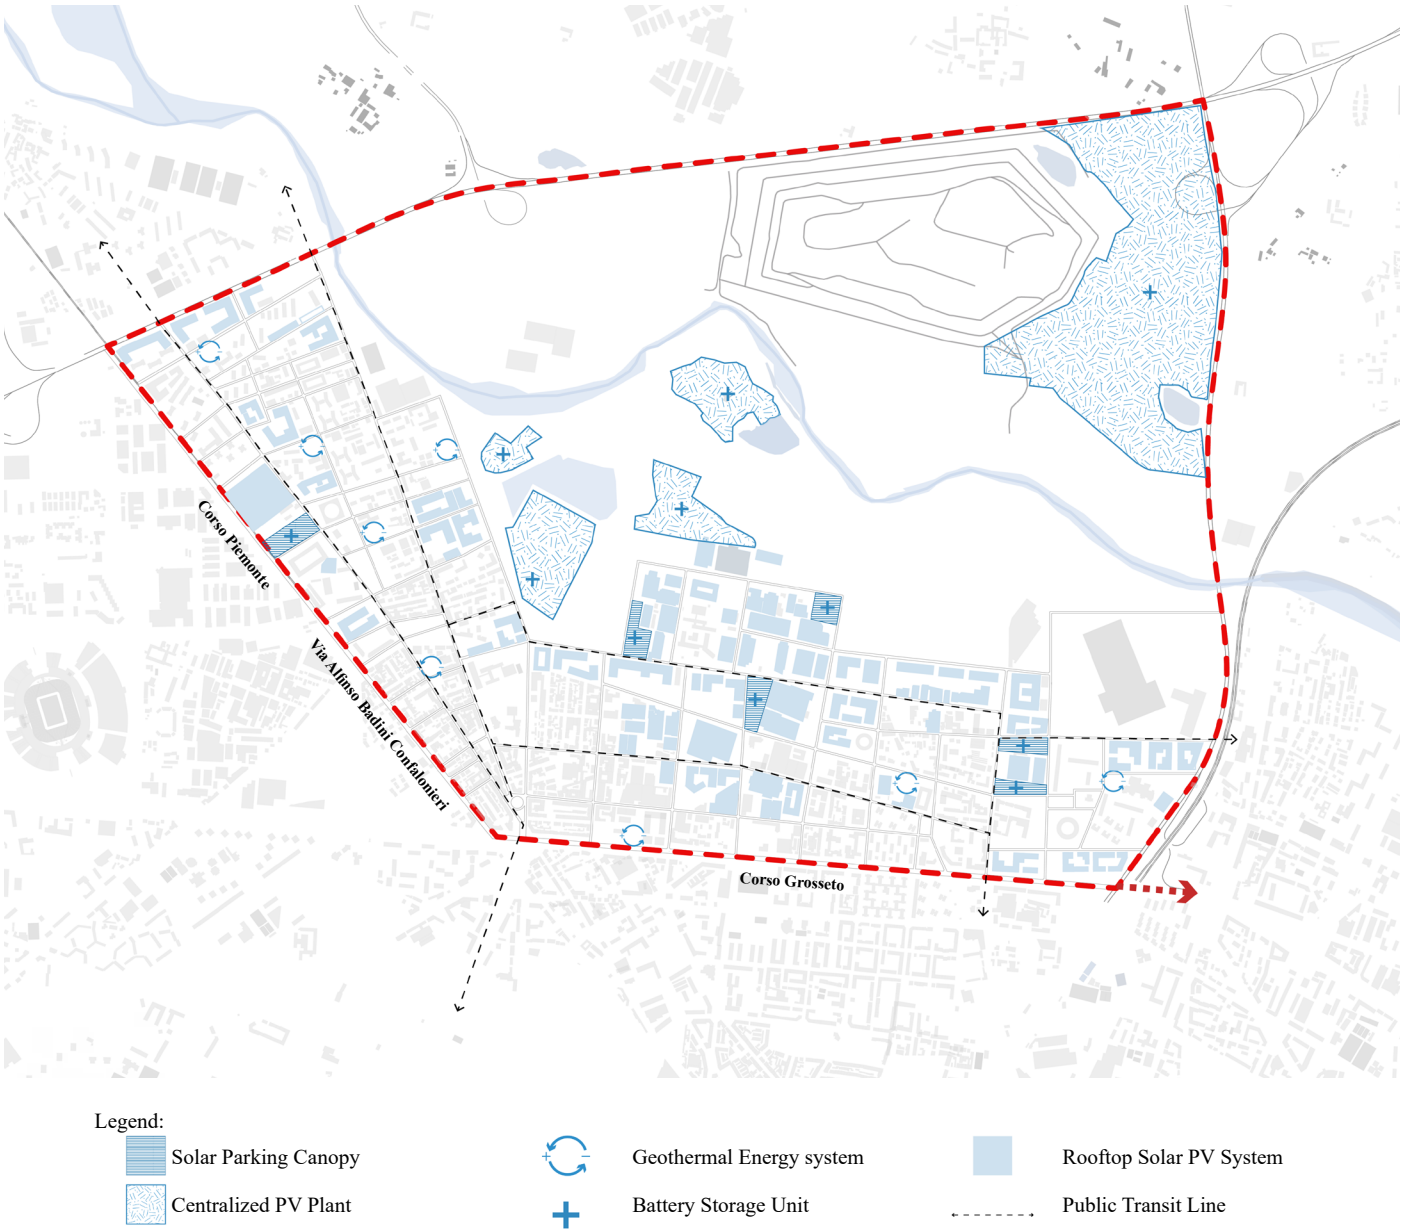 Corso Piemonte
Via Alfinso Badini Confalonieri
Corso Grosseto
Legend:
Solar Parking Canopy
Geothermal Energy system
Rooftop Solar PV System
Centralized PV Plant
Battery Storage Unit
Public Transit Line